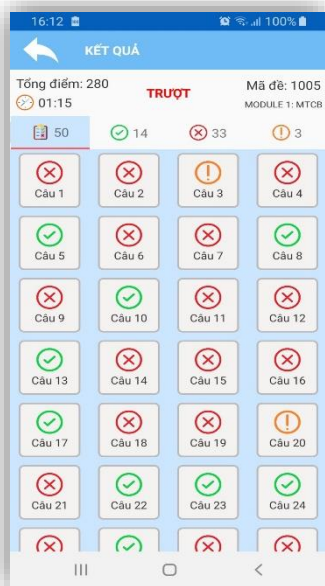 16:12 100%
KẾT QUẢ
Tổng điểm: 280
01:15
TRƯỢT
Mã đề: 1005
MODULE 1: MTCB
50 14 33 3
Câu 1 Câu 2 Câu 3 Câu 4
Câu 5 Câu 6 Câu 7 Câu 8
Câu 9 Câu 10 Câu 11 Câu 12
Câu 13 Câu 14 Câu 15 Câu 16
Câu 17 Câu 18 Câu 19 Câu 20
Câu 21 Câu 22 Câu 23 Câu 24